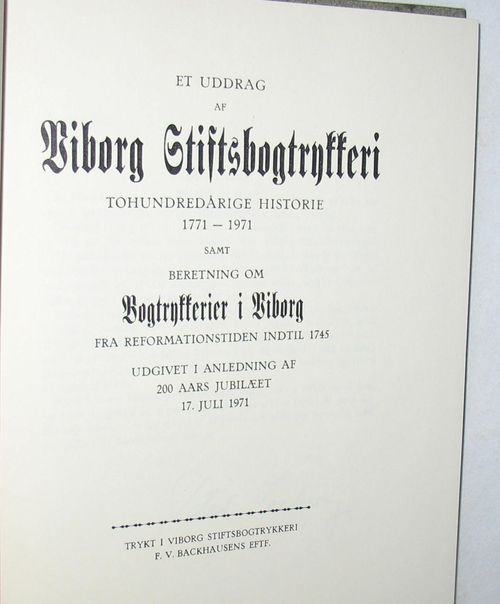 ET UDDRAG
AF
Viborg Stiftsbogtrykkeri
TOHUNDREDÅRIGE HISTORIE
1771 – 1971
SAMT
BERETNING OM
Bogtrykkerier i Viborg
FRA REFORMATIONSTIDEN INDTIL 1745
UDGIVET I ANLEDNING AF
200 AARS JUBILÆET
17. JULI 1971
TRYKT I VIBORG STIFTSBOGTRYKKERI
F. V. BACKHAUSENS EFTF.